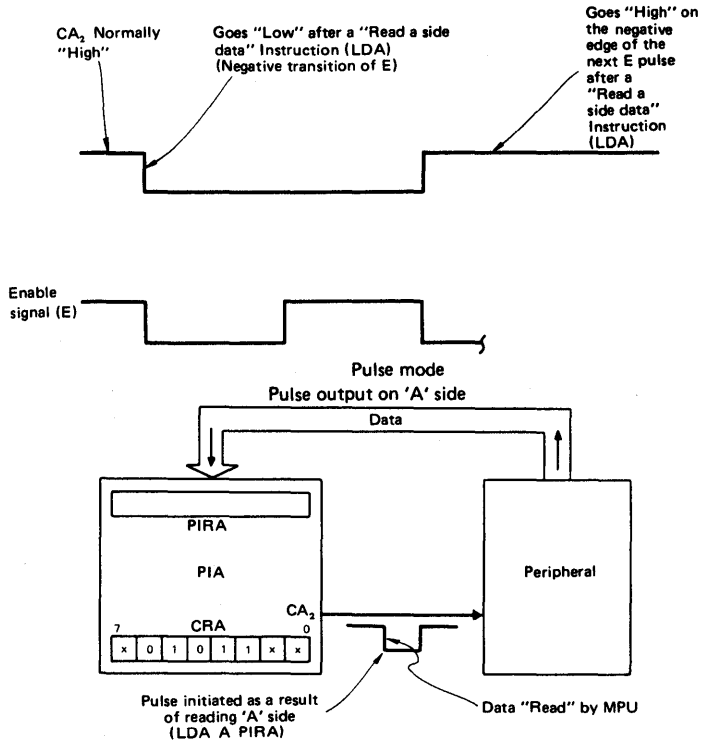 CA₂ Normally
"High"
Goes "Low" after a "Read a side
data" Instruction (LDA)
(Negative transition of E)
Goes "High" on
the negative
edge of the
next E pulse
after a
"Read a
side data"
Instruction
(LDA)
Enable
signal (E)
Pulse mode
Pulse output on 'A' side
Data
PIRA
PIA
Peripheral
CA₂
7 CRA 0
x 0 1 0 1 1 x x
Pulse initiated as a result
of reading 'A' side
(LDA A PIRA)
Data "Read" by MPU